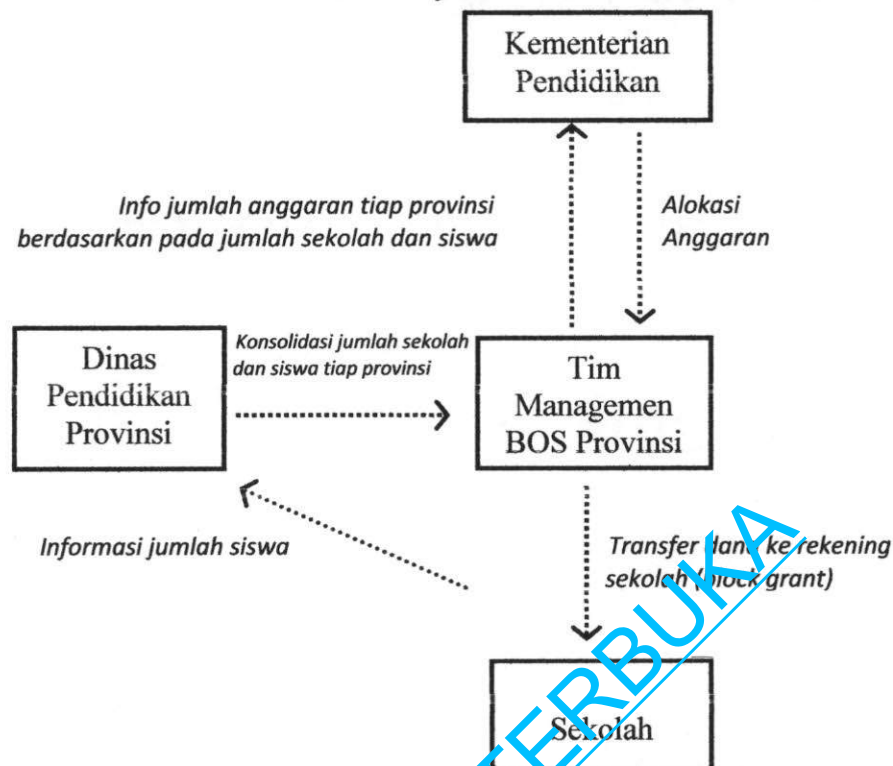 Kementerian
Pendidikan
Info jumlah anggaran tiap provinsi
berdasarkan pada jumlah sekolah dan siswa
Alokasi
Anggaran
Dinas
Pendidikan
Provinsi
Konsolidasi jumlah sekolah
dan siswa tiap provinsi
Tim
Managemen
BOS Provinsi
Informasi jumlah siswa
Transfer dana ke rekening
sekolah (block grant)
Sekolah
TERBUKA